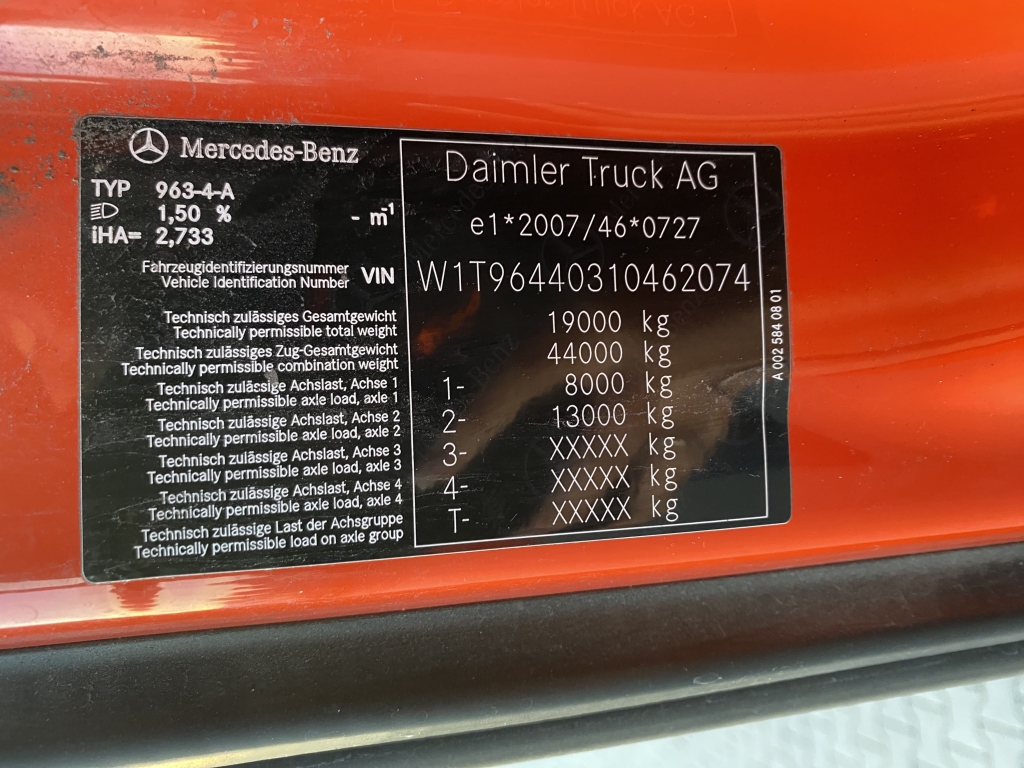 Mercedes-Benz
TYP 963-4-A
1,50 % - m-1
iHA= 2,733
Fahrzeugidentifizierungsnummer
Vehicle Identification Number VIN
Technisch zulässiges Gesamtgewicht
Technically permissible total weight
Technisch zulässiges Zug-Gesamtgewicht
Technically permissible combination weight
Technisch zulässige Achslast, Achse 1
Technically permissible axle load, axle 1
Technisch zulässige Achslast, Achse 2
Technically permissible axle load, axle 2
Technisch zulässige Achslast, Achse 3
Technically permissible axle load, axle 3
Technisch zulässige Achslast, Achse 4
Technically permissible axle load, axle 4
Technisch zulässige Last der Achsgruppe
Technically permissible load on axle group
Daimler Truck AG
e1*2007/46*0727
W1T96440310462074
19000 kg
44000 kg
1- 8000 kg
2- 13000 kg
3- XXXXX kg
4- XXXXX kg
T- XXXXX kg
A 002 584 08 01